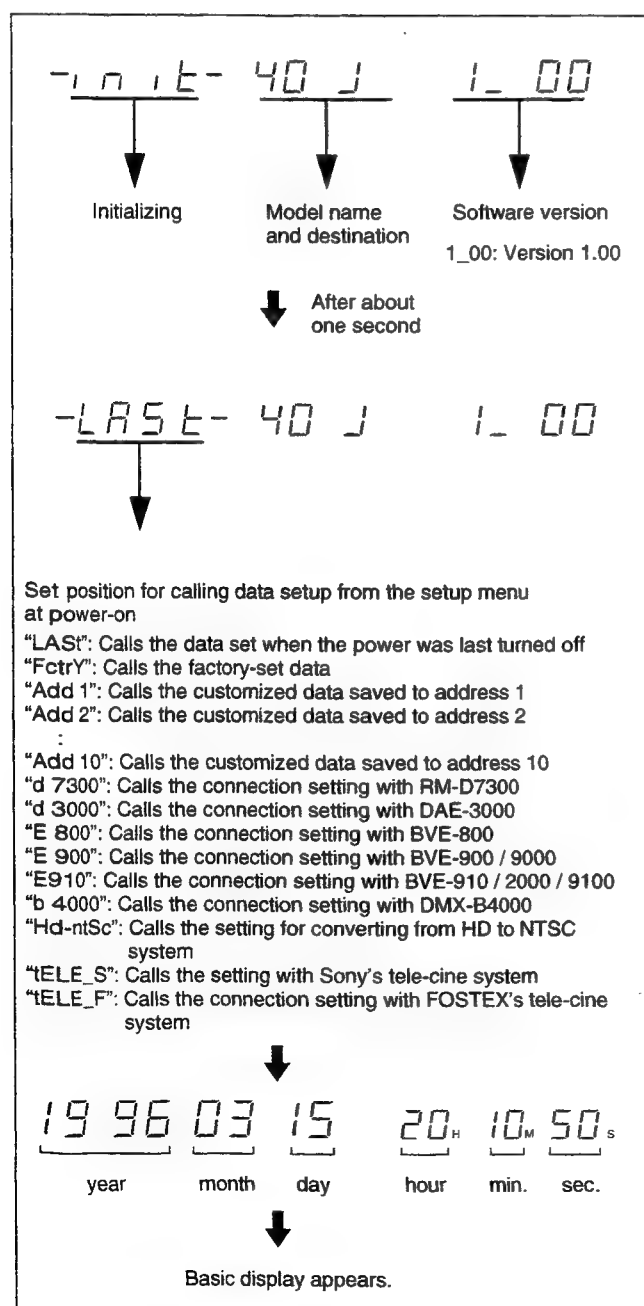 -init- 40 J 1_ 00
Initializing Model name Software version
and destination
1_00: Version 1.00
After about
one second
-LASt- 40 J 1_ 00
Set position for calling data setup from the setup menu
at power-on
“LASt”: Calls the data set when the power was last turned off
“FctrY”: Calls the factory-set data
“Add 1”: Calls the customized data saved to address 1
“Add 2”: Calls the customized data saved to address 2
:
“Add 10”: Calls the customized data saved to address 10
“d 7300”: Calls the connection setting with RM-D7300
“d 3000”: Calls the connection setting with DAE-3000
“E 800”: Calls the connection setting with BVE-800
“E 900”: Calls the connection setting with BVE-900 / 9000
“E910”: Calls the connection setting with BVE-910 / 2000 / 9100
“b 4000”: Calls the connection setting with DMX-B4000
“Hd-ntSc”: Calls the setting for converting from HD to NTSC
system
“tELE_S”: Calls the setting with Sony’s tele-cine system
“tELE_F”: Calls the connection setting with FOSTEX’s tele-cine
system
19 96 03 15 20H 10M 50S
year month day hour min. sec.
Basic display appears.